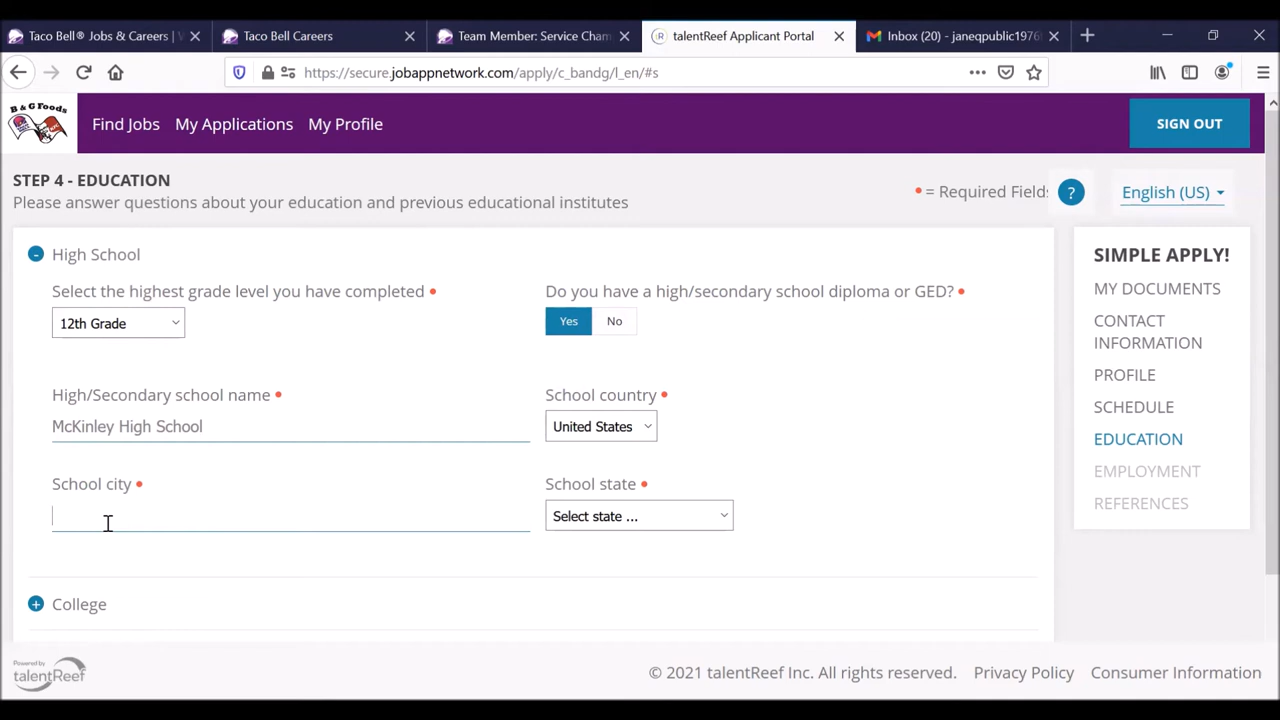 Taco Bell® Jobs & Careers | W
Taco Bell Careers
Team Member: Service Cham
talentReef Applicant Portal
Inbox (20) - janeqpublic1976
https://secure.jobappnetwork.com/apply/c_bandg/l_en/#s
B & G Foods
Find Jobs
My Applications
My Profile
SIGN OUT
STEP 4 - EDUCATION
Please answer questions about your education and previous educational institutes
= Required Fields
?
English (US)
High School
Select the highest grade level you have completed
Do you have a high/secondary school diploma or GED?
12th Grade
Yes
No
High/Secondary school name
School country
McKinley High School
United States
School city
School state
Select state ...
College
SIMPLE APPLY!
MY DOCUMENTS
CONTACT
INFORMATION
PROFILE
SCHEDULE
EDUCATION
EMPLOYMENT
REFERENCES
Powered by
talentReef
© 2021 talentReef Inc. All rights reserved.
Privacy Policy
Consumer Information